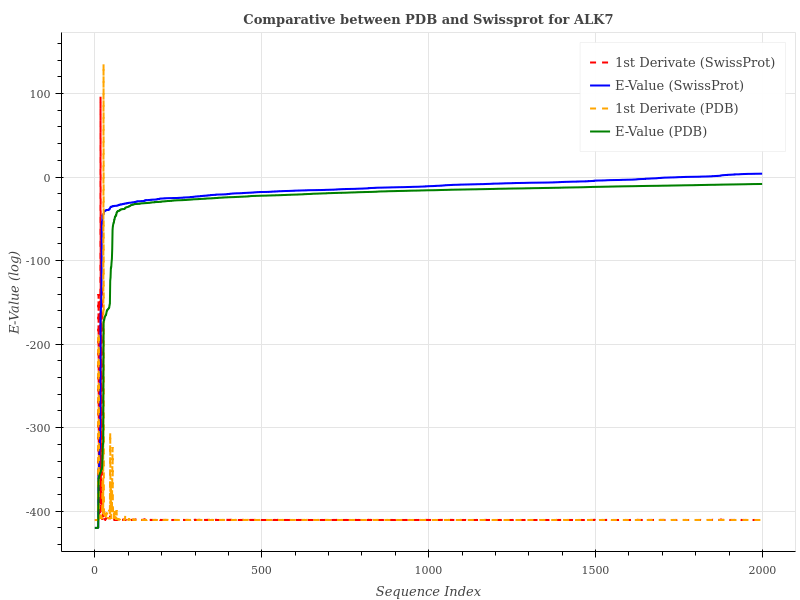 Comparative between PDB and Swissprot for ALK7
1st Derivate (SwissProt)
E-Value (SwissProt)
1st Derivate (PDB)
E-Value (PDB)
E-Value (log)
100
0
-100
-200
-300
-400
0
500
1000
1500
2000
Sequence Index